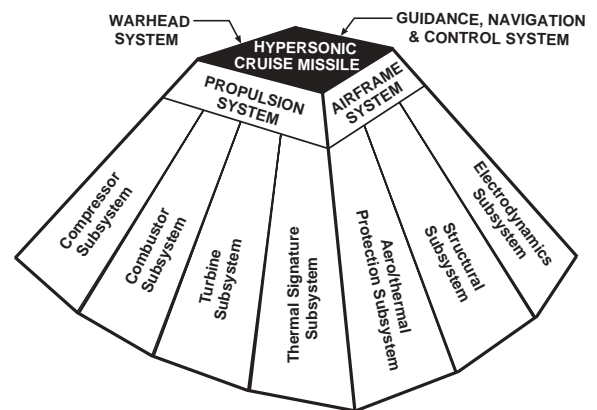 WARHEAD
SYSTEM
GUIDANCE, NAVIGATION
& CONTROL SYSTEM
HYPERSONIC
CRUISE MISSILE
PROPULSION
SYSTEM
AIRFRAME
SYSTEM
Compressor
Subsystem
Combustor
Subsystem
Turbine
Subsystem
Thermal Signature
Subsystem
Aero/thermal
Protection Subsystem
Structural
Subsystem
Electrodynamics
Subsystem